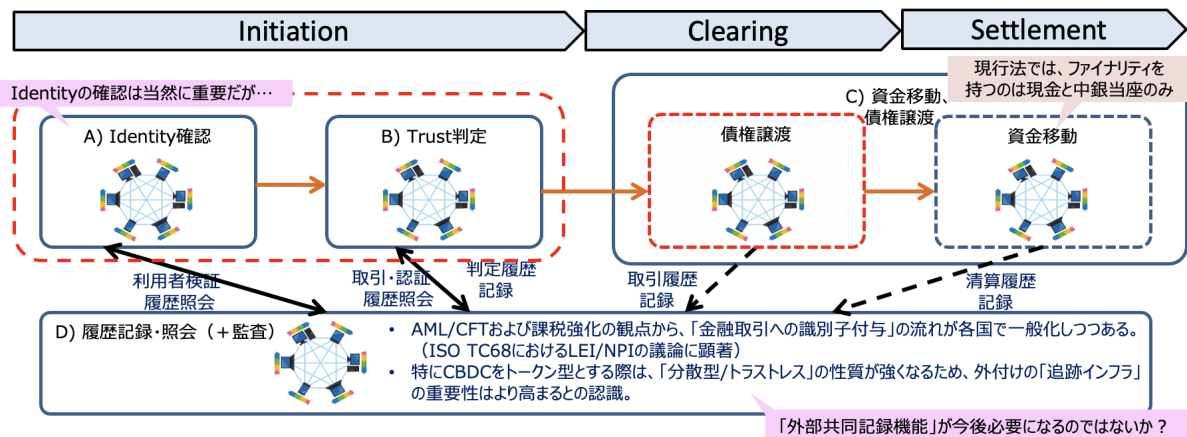 Initiation
Clearing
Settlement
Identityの確認は当然に重要だが…
現行法では、ファイナリティを
持つのは現金と中銀当座のみ
A) Identity確認
B) Trust判定
C) 資金移動、
債権譲渡
債権譲渡
資金移動
利用者検証
履歴照会
取引・認証
履歴照会
判定履歴
記録
取引履歴
記録
清算履歴
記録
D) 履歴記録・照会（＋監査）
• AML/CFTおよび課税強化の観点から、「金融取引への識別子付与」の流れが各国で一般化しつつある。
（ISO TC68におけるLEI/NPIの議論に顕著）
• 特にCBDCをトークン型とする際は、「分散型/トラストレス」の性質が強くなるため、外付けの「追跡インフラ」
の重要性はより高まるとの認識。
「外部共同記録機能」が今後必要になるのではないか？